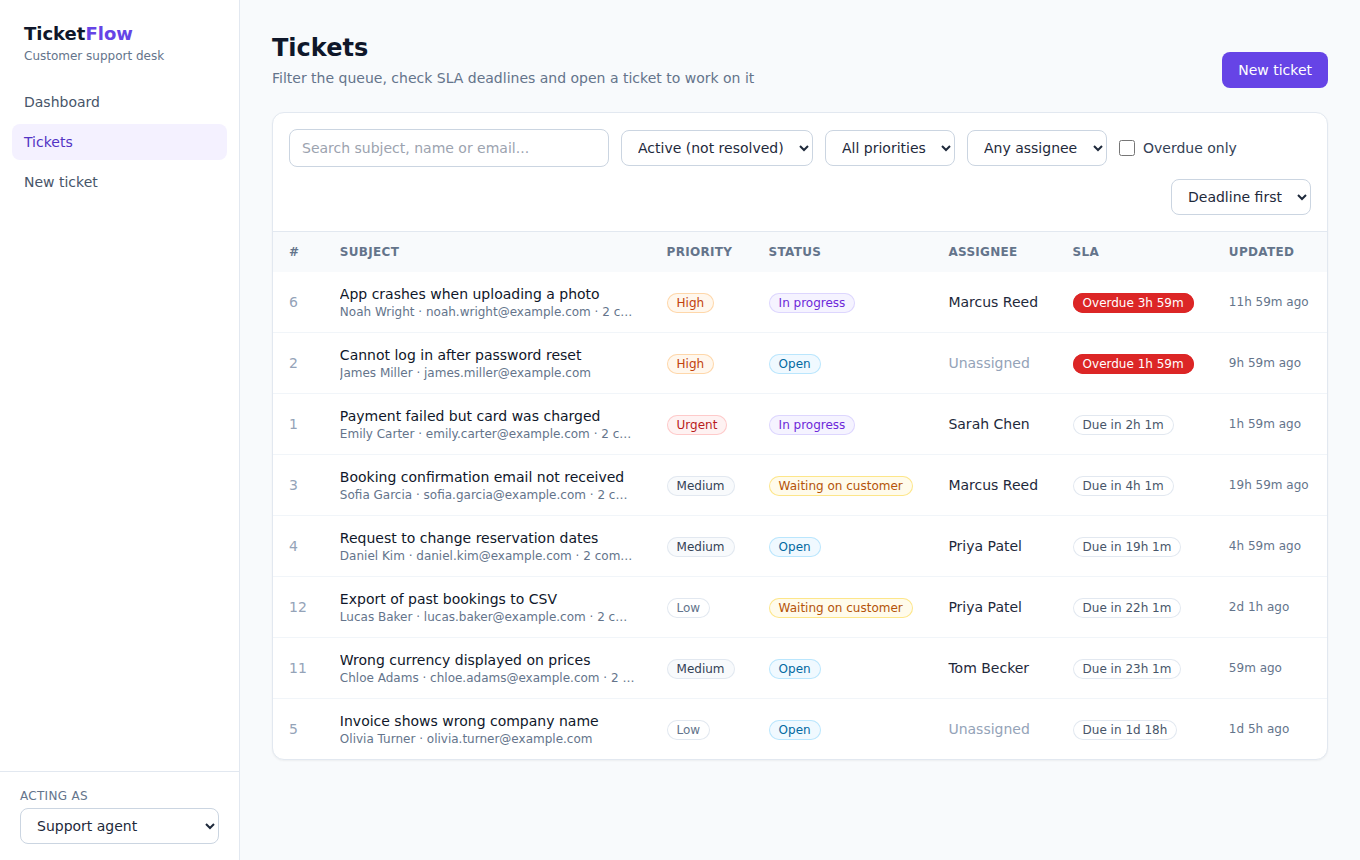 TicketFlow
Customer support desk
Dashboard
Tickets
New ticket
ACTING AS
Support agent
Tickets
Filter the queue, check SLA deadlines and open a ticket to work on it
New ticket
Search subject, name or email...
Active (not resolved)
All priorities
Any assignee
Overdue only
Deadline first
# SUBJECT PRIORITY STATUS ASSIGNEE SLA UPDATED
6 App crashes when uploading a photo High In progress Marcus Reed Overdue 3h 59m 11h 59m ago
Noah Wright · noah.wright@example.com · 2 c…
2 Cannot log in after password reset High Open Unassigned Overdue 1h 59m 9h 59m ago
James Miller · james.miller@example.com
1 Payment failed but card was charged Urgent In progress Sarah Chen Due in 2h 1m 1h 59m ago
Emily Carter · emily.carter@example.com · 2 c…
3 Booking confirmation email not received Medium Waiting on customer Marcus Reed Due in 4h 1m 19h 59m ago
Sofia Garcia · sofia.garcia@example.com · 2 c…
4 Request to change reservation dates Medium Open Priya Patel Due in 19h 1m 4h 59m ago
Daniel Kim · daniel.kim@example.com · 2 com…
12 Export of past bookings to CSV Low Waiting on customer Priya Patel Due in 22h 1m 2d 1h ago
Lucas Baker · lucas.baker@example.com · 2 c…
11 Wrong currency displayed on prices Medium Open Tom Becker Due in 23h 1m 59m ago
Chloe Adams · chloe.adams@example.com · 2 …
5 Invoice shows wrong company name Low Open Unassigned Due in 1d 18h 1d 5h ago
Olivia Turner · olivia.turner@example.com